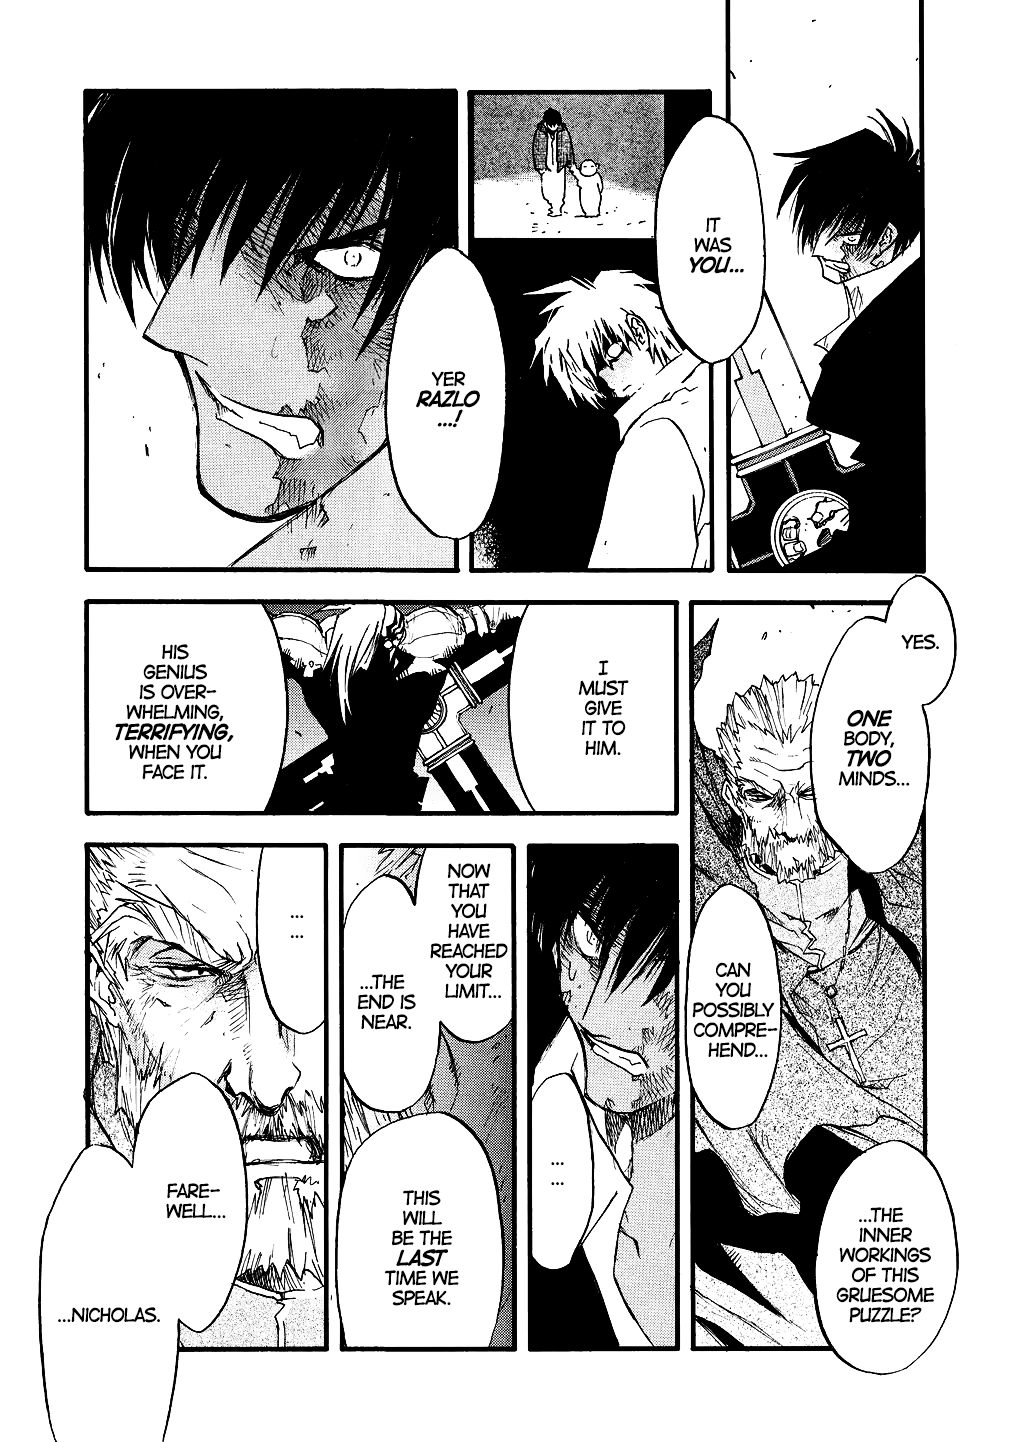 IT
WAS
YOU...
YER
RAZLO
...!
YES.
ONE
BODY,
TWO
MINDS...
CAN
YOU
POSSIBLY
COMPRE-
HEND...
...THE
INNER
WORKINGS
OF THIS
GRUESOME
PUZZLE?
I
MUST
GIVE
IT TO
HIM.
HIS
GENIUS
IS OVER-
WHELMING,
TERRIFYING,
WHEN YOU
FACE IT.
...
...
NOW
THAT
YOU
HAVE
REACHED
YOUR
LIMIT...
...THE
END IS
NEAR.
THIS
WILL
BE THE
LAST
TIME WE
SPEAK.
...
...
FARE-
WELL...
...NICHOLAS.